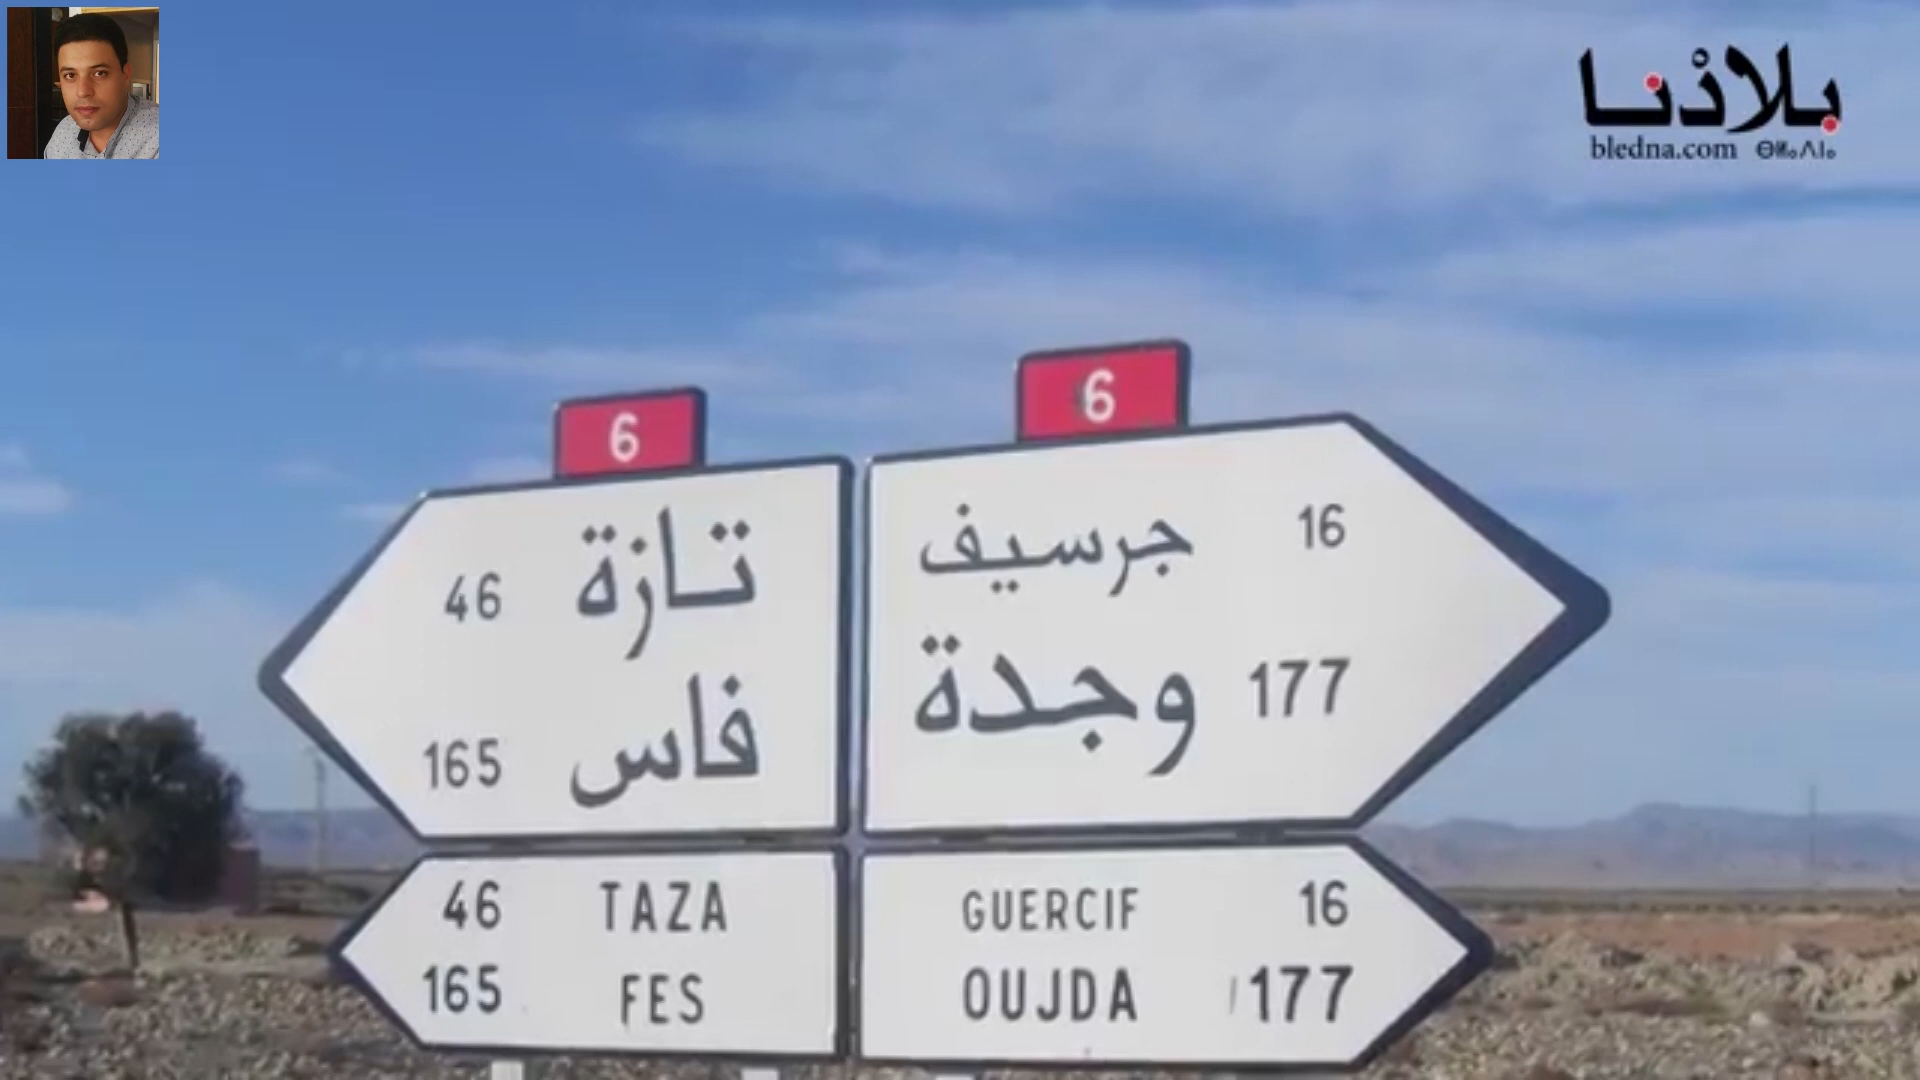 بلادْنا
bledna.com ⴱⵍⴰⴷⵏⴰ
6
تازة 46
فاس 165
46 TAZA
165 FES
6
جرسيف 16
وجدة 177
GUERCIF 16
OUJDA 177